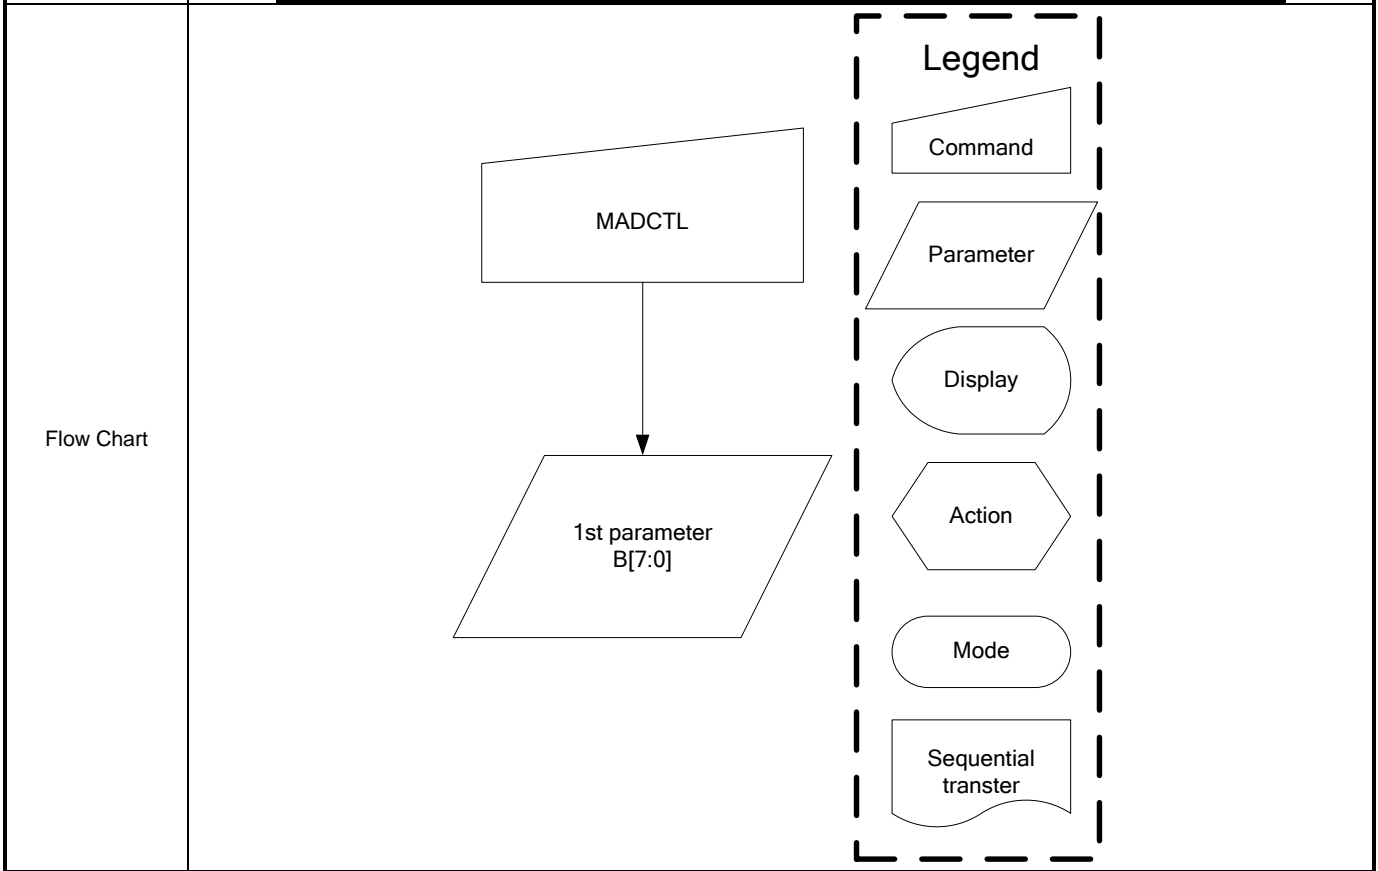 Flow Chart
MADCTL
1st parameter
B[7:0]
Legend
Command
Parameter
Display
Action
Mode
Sequential
transter